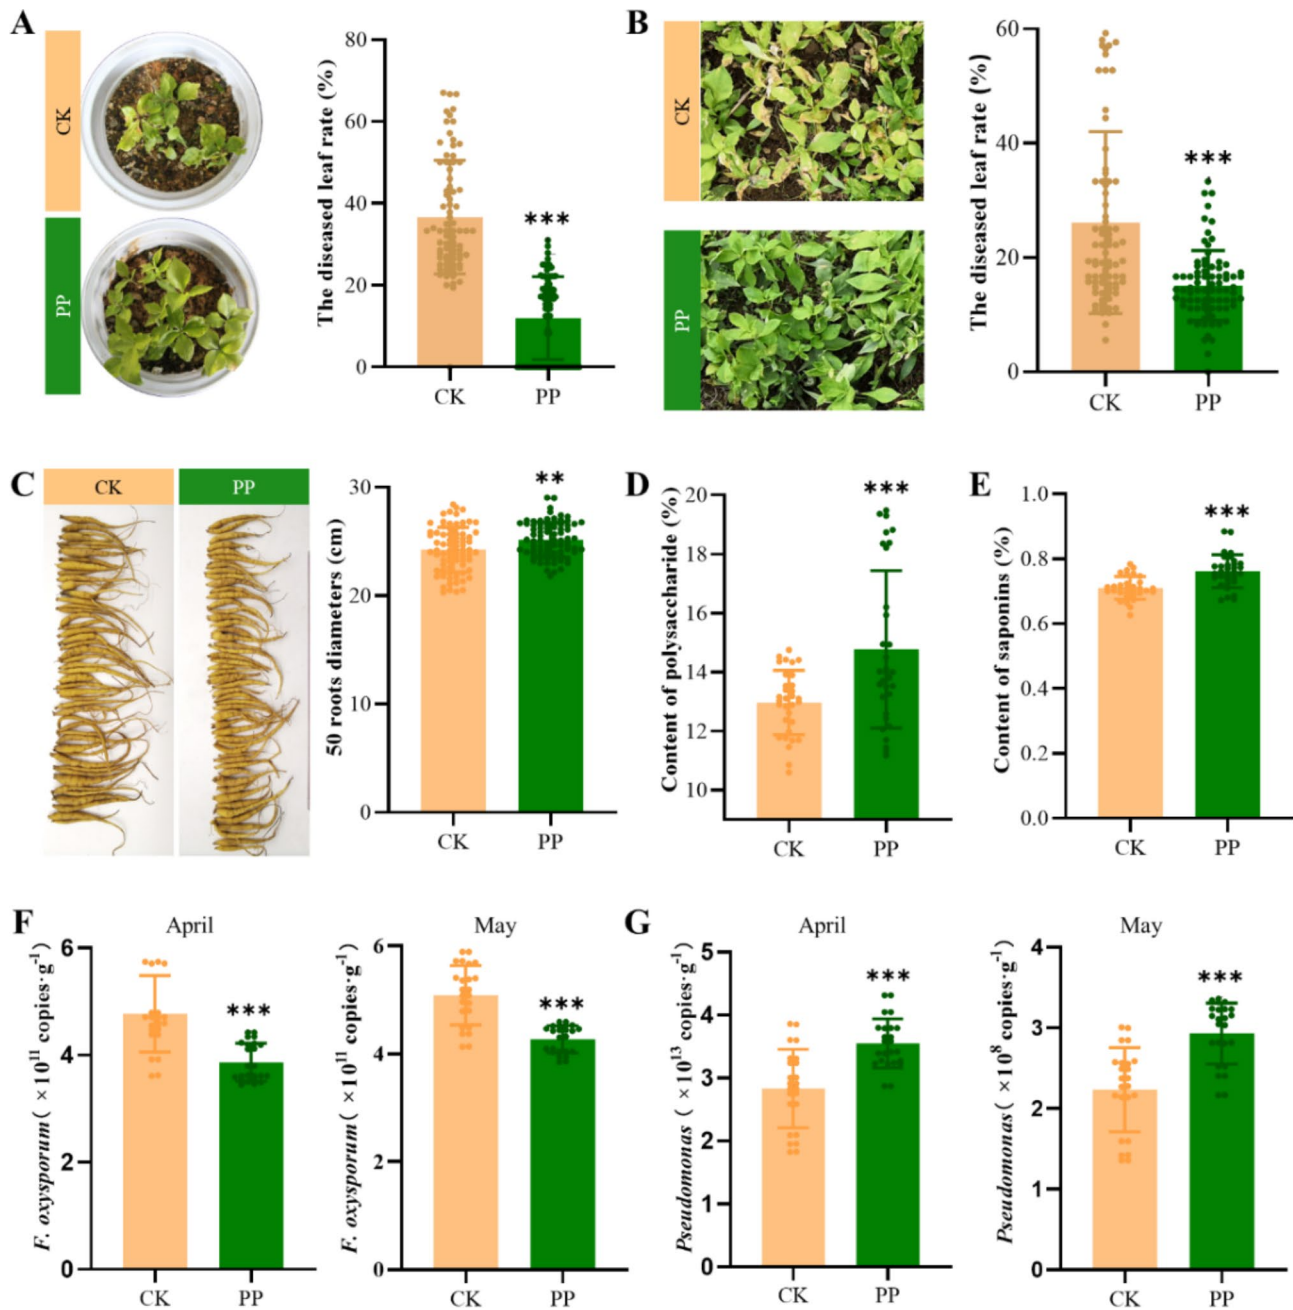 A
CK
PP
The diseased leaf rate (%)
80
60
40
20
0
***
CK
PP
B
CK
PP
The diseased leaf rate (%)
60
40
20
0
***
CK
PP
C
CK
PP
50 roots diameters (cm)
30
20
10
0
**
CK
PP
D
Content of polysaccharide (%)
20
18
16
14
12
10
***
CK
PP
E
Content of saponins (%)
1.0
0.8
0.6
0.4
0.2
0.0
***
CK
PP
F
April
F. oxysporum ( ×10¹¹ copies·g⁻¹)
6
4
2
0
***
CK
PP
May
F. oxysporum ( ×10¹¹ copies·g⁻¹)
6
4
2
0
***
CK
PP
G
April
Pseudomonas ( ×10¹³ copies·g⁻¹)
5
4
3
2
1
0
***
CK
PP
May
Pseudomonas ( ×10⁸ copies·g⁻¹)
4
3
2
1
0
***
CK
PP